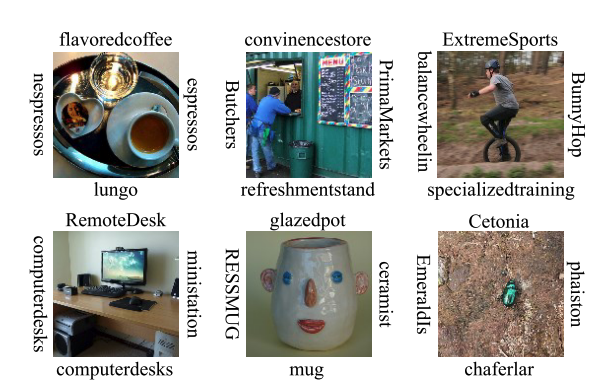 flavoredcoffee
nespressos
espressos
lungo
convinencestore
Butchers
MENU
PrimaMarkets
refreshmentstand
ExtremeSports
balancewheelin
BunnyHop
specializedtraining
RemoteDesk
computerdesks
ministation
computerdesks
glazedpot
RESSMUG
ceramist
mug
Cetonia
EmeraldIs
phaiston
chaferlar